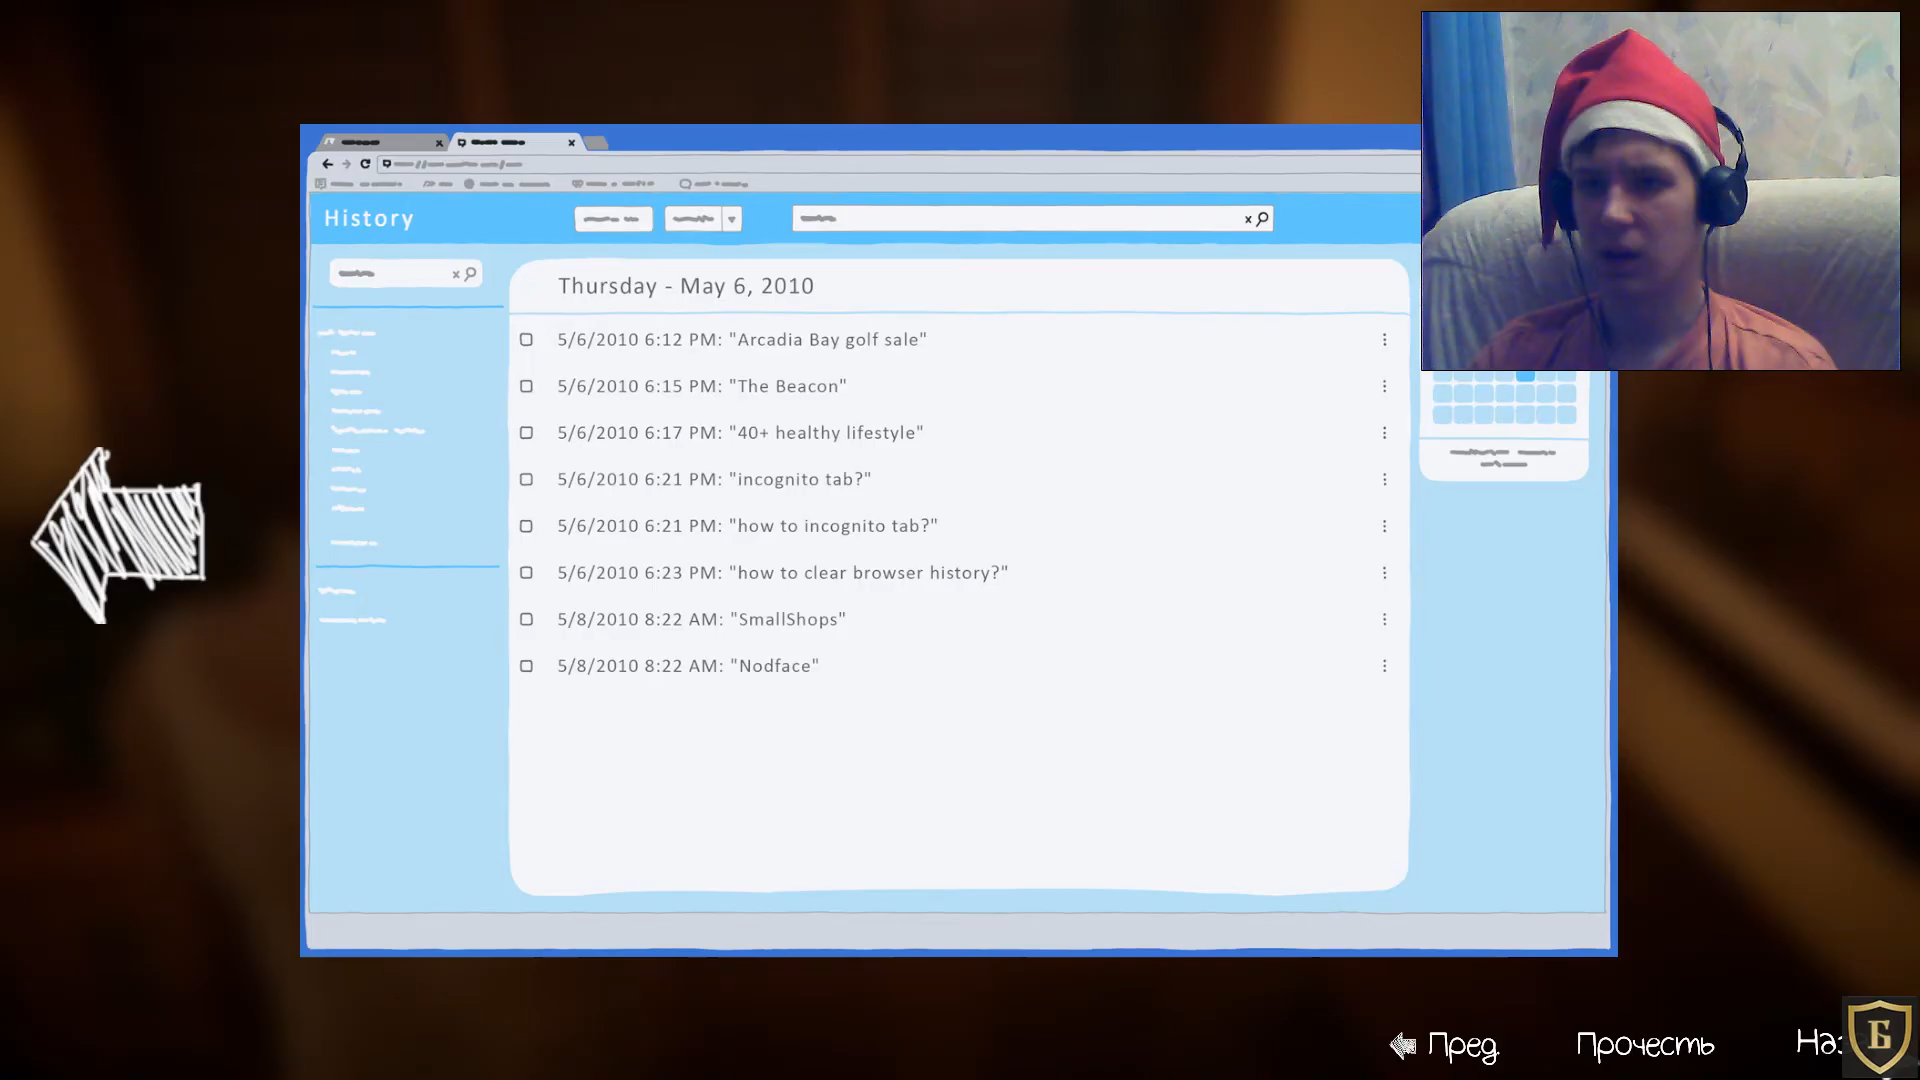 History
Thursday - May 6, 2010
5/6/2010 6:12 PM: "Arcadia Bay golf sale"
5/6/2010 6:15 PM: "The Beacon"
5/6/2010 6:17 PM: "40+ healthy lifestyle"
5/6/2010 6:21 PM: "incognito tab?"
5/6/2010 6:21 PM: "how to incognito tab?"
5/6/2010 6:23 PM: "how to clear browser history?"
5/8/2010 8:22 AM: "SmallShops"
5/8/2010 8:22 AM: "Nodface"
Пред. Прочесть
Б